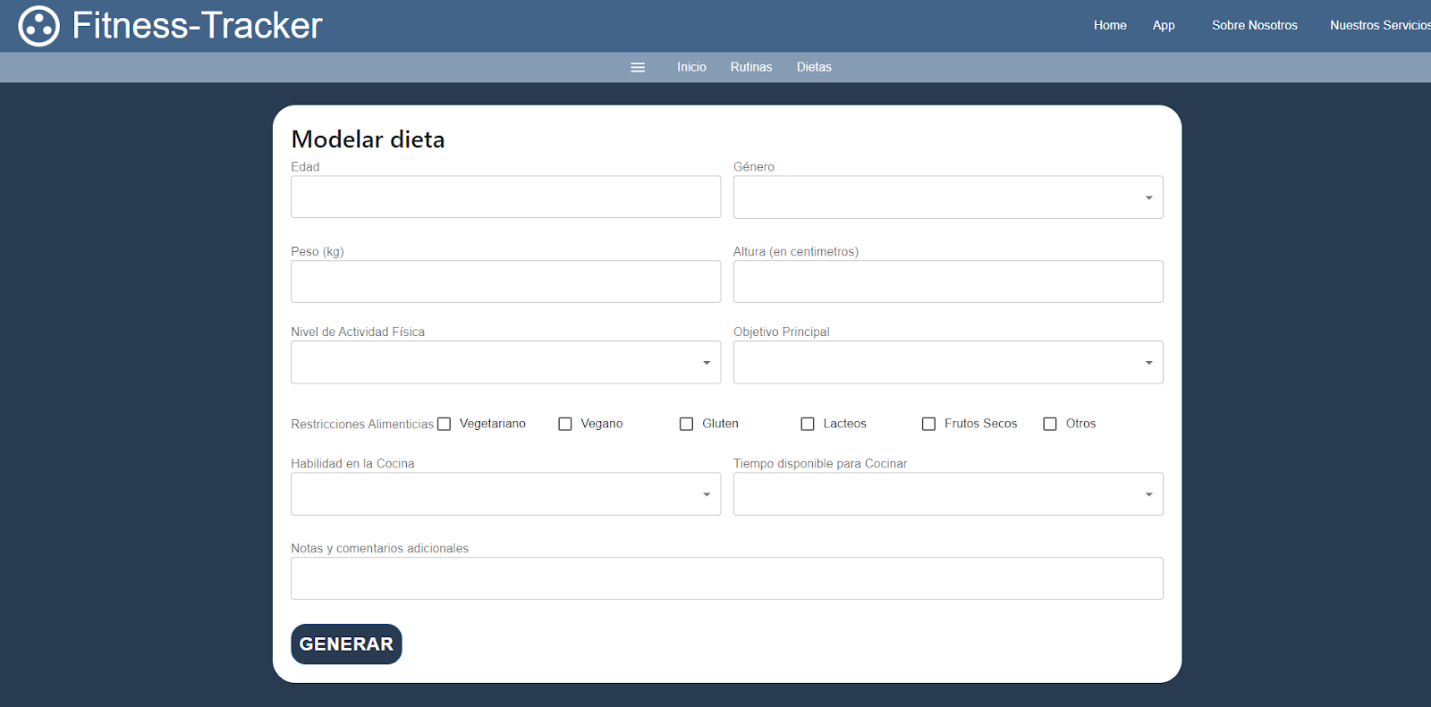 Fitness-Tracker
Home App Sobre Nosotros Nuestros Servicios
Inicio Rutinas Dietas
Modelar dieta
Edad Género
Peso (kg) Altura (en centimetros)
Nivel de Actividad Física Objetivo Principal
Restricciones Alimenticias Vegetariano Vegano Gluten Lacteos Frutos Secos Otros
Habilidad en la Cocina Tiempo disponible para Cocinar
Notas y comentarios adicionales
GENERAR